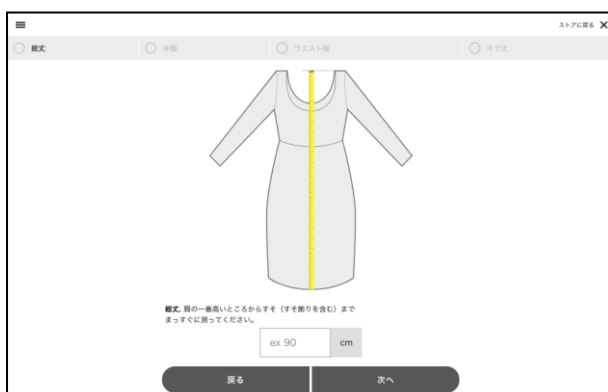 ストアに戻る ×
総丈
身幅
ウエスト幅
そで丈
総丈. 肩の一番高いところからすそ（すそ飾りを含む）まで
まっすぐに測ってください。
ex 90
cm
戻る
次へ